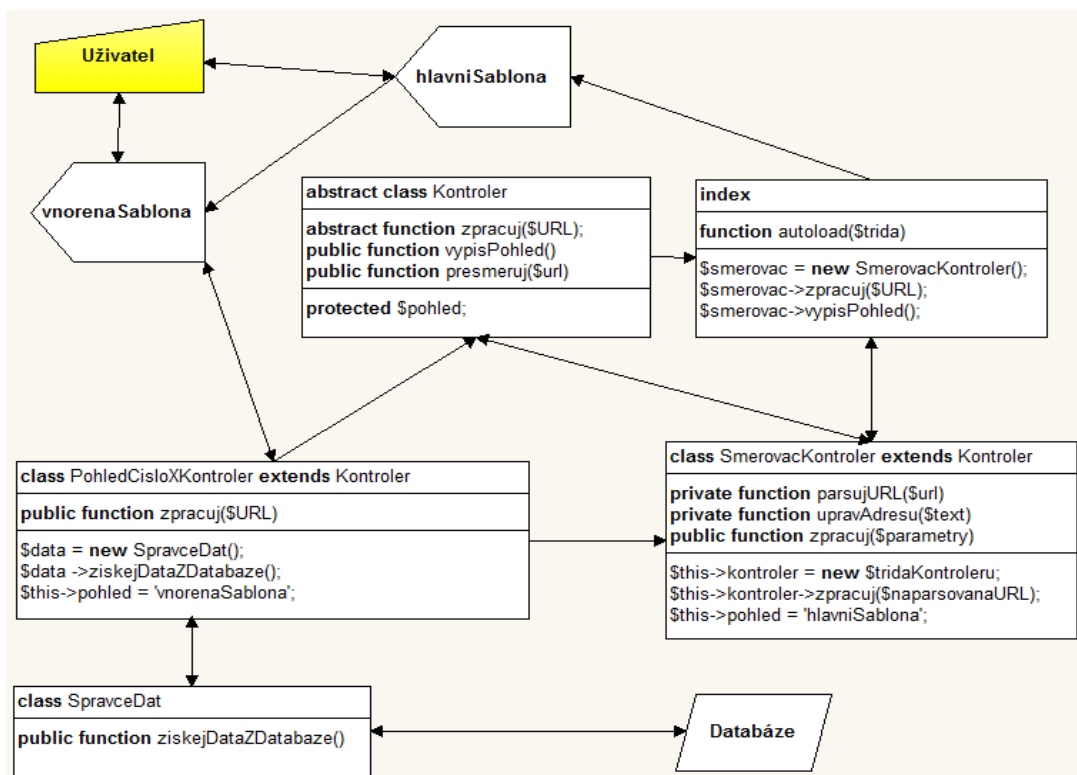 Uživatel
hlavniSablona
vnorenaSablona
abstract class Kontroler
abstract function zpracuj($URL);
public function vypisPohled()
public function presmeruj($url)
protected $pohled;
index
function autoload($trida)
$smerovac = new SmerovacKontroler();
$smerovac->zpracuj($URL);
$smerovac->vypisPohled();
class PohledCisloXKontroler extends Kontroler
public function zpracuj($URL)
$data = new SpravceDat();
$data ->ziskejDataZDatabaze();
$this->pohled = 'vnorenaSablona';
class SmerovacKontroler extends Kontroler
private function parsujURL($url)
private function upravAdresu($text)
public function zpracuj($parametry)
$this->kontroler = new $tridaKontroleru;
$this->kontroler->zpracuj($naparsovanaURL);
$this->pohled = 'hlavniSablona';
class SpravceDat
public function ziskejDataZDatabaze()
Databáze